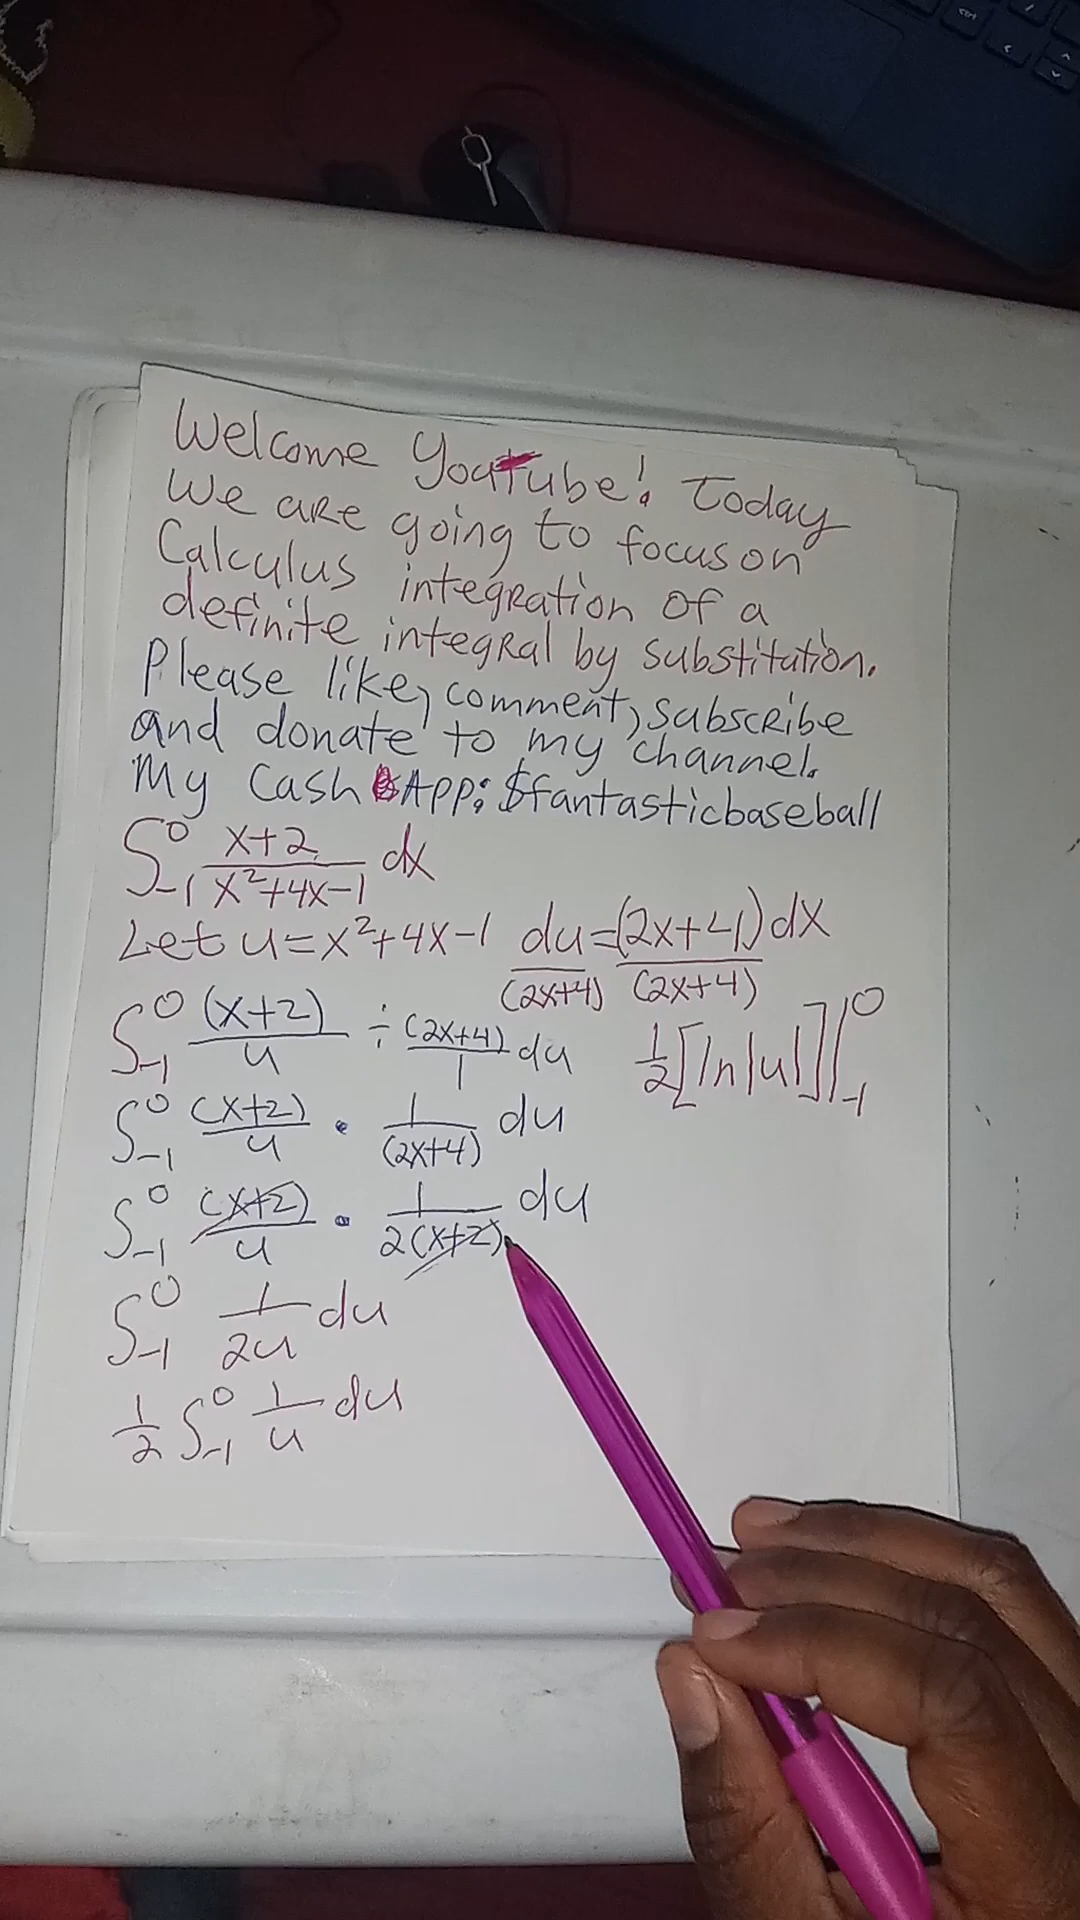 Welcome YouTube! Today
We are going to focus on
Calculus integration of a
definite integral by substitution.
Please like, comment, subscribe
and donate to my channel.
My Cash App: $fantasticbaseball
∫₋₁⁰ (x+2)/(x²+4x-1) dx
Let u=x²+4x-1 du/(2x+4)=(2x+4)dx/(2x+4)
∫₋₁⁰ (x+2)/u ÷ (2x+4)/1 du
½[ln|u|]|₋₁⁰
∫₋₁⁰ (x+2)/u · 1/(2x+4) du
∫₋₁⁰ (x+2)/u · 1/2(x+2) du
∫₋₁⁰ 1/2u du
½ ∫₋₁⁰ 1/u du
Ctrl